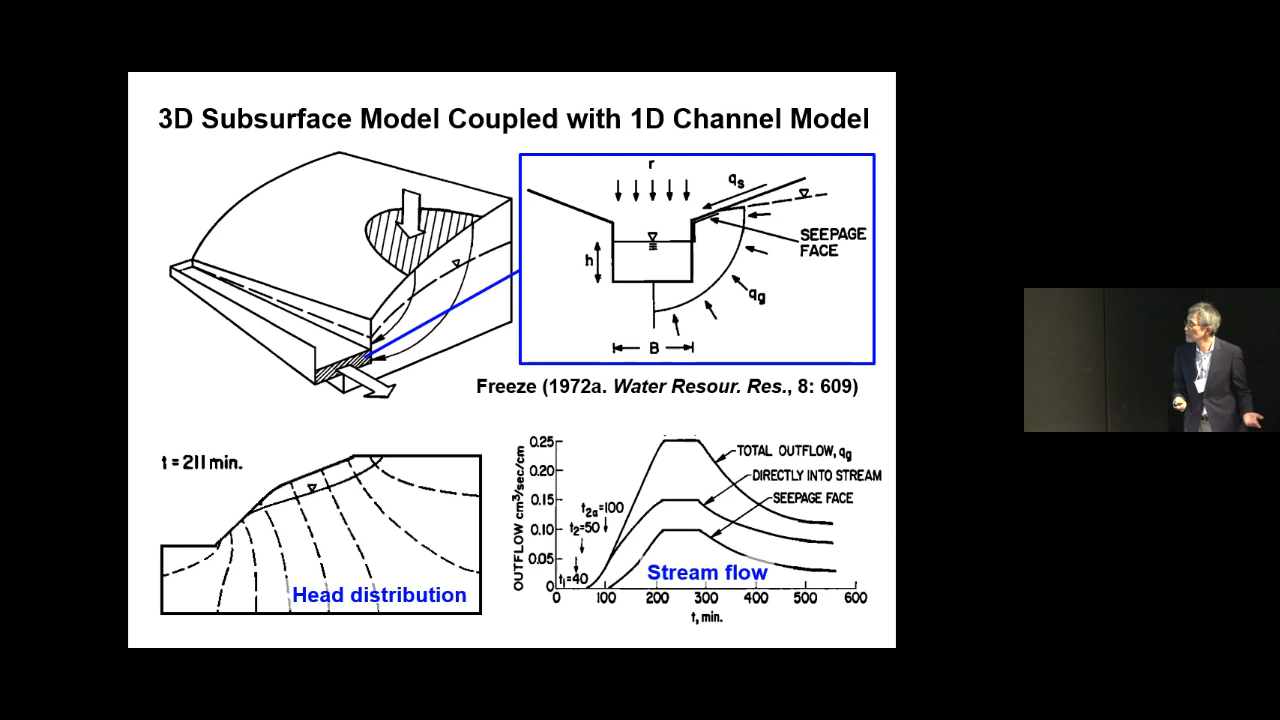 3D Subsurface Model Coupled with 1D Channel Model
r
qs
SEEPAGE
FACE
h
qg
B
Freeze (1972a. Water Resour. Res., 8: 609)
t = 211 min.
Head distribution
OUTFLOW cm³/sec/cm
0.25
0.20
0.15
0.10
0.05
0
t2a=100
t2=50
t1=40
TOTAL OUTFLOW, qg
DIRECTLY INTO STREAM
SEEPAGE FACE
Stream flow
0 100 200 300 400 500 600
t, min.